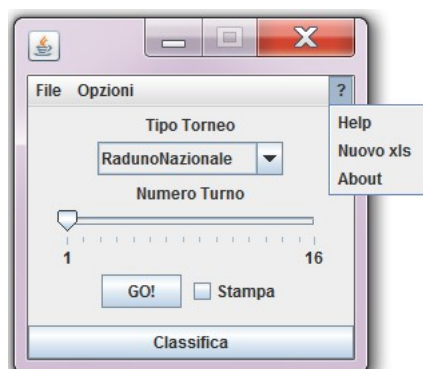 File Opzioni ?
Help
Nuovo xls
About
Tipo Torneo
RadunoNazionale
Numero Turno
1 16
GO! Stampa
Classifica